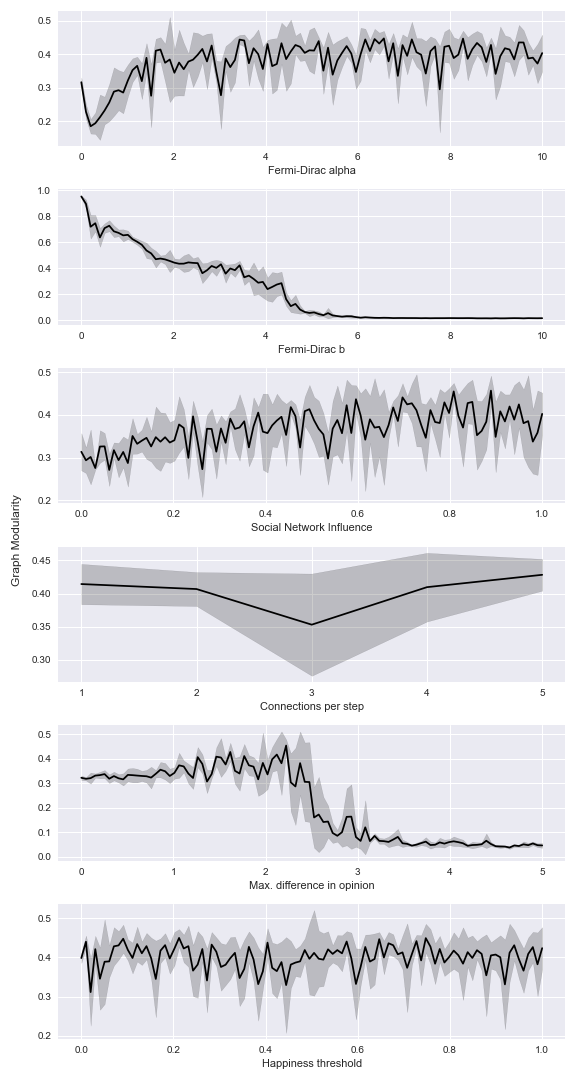 0.5
0.4
0.3
0.2
0 2 4 6 8 10
Fermi-Dirac alpha
1.0
0.8
0.6
0.4
0.2
0.0
0 2 4 6 8 10
Fermi-Dirac b
0.5
0.4
0.3
0.2
0.0 0.2 0.4 0.6 0.8 1.0
Social Network Influence
Graph Modularity
0.45
0.40
0.35
0.30
1 2 3 4 5
Connections per step
0.5
0.4
0.3
0.2
0.1
0.0
0 1 2 3 4 5
Max. difference in opinion
0.5
0.4
0.3
0.2
0.0 0.2 0.4 0.6 0.8 1.0
Happiness threshold